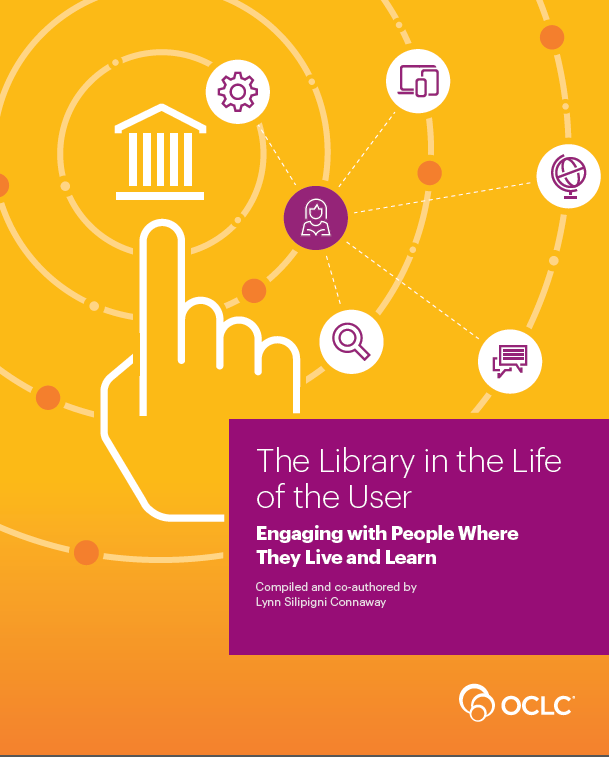 The Library in the Life
of the User
Engaging with People Where
They Live and Learn
Compiled and co-authored by
Lynn Silipigni Connaway
OCLC